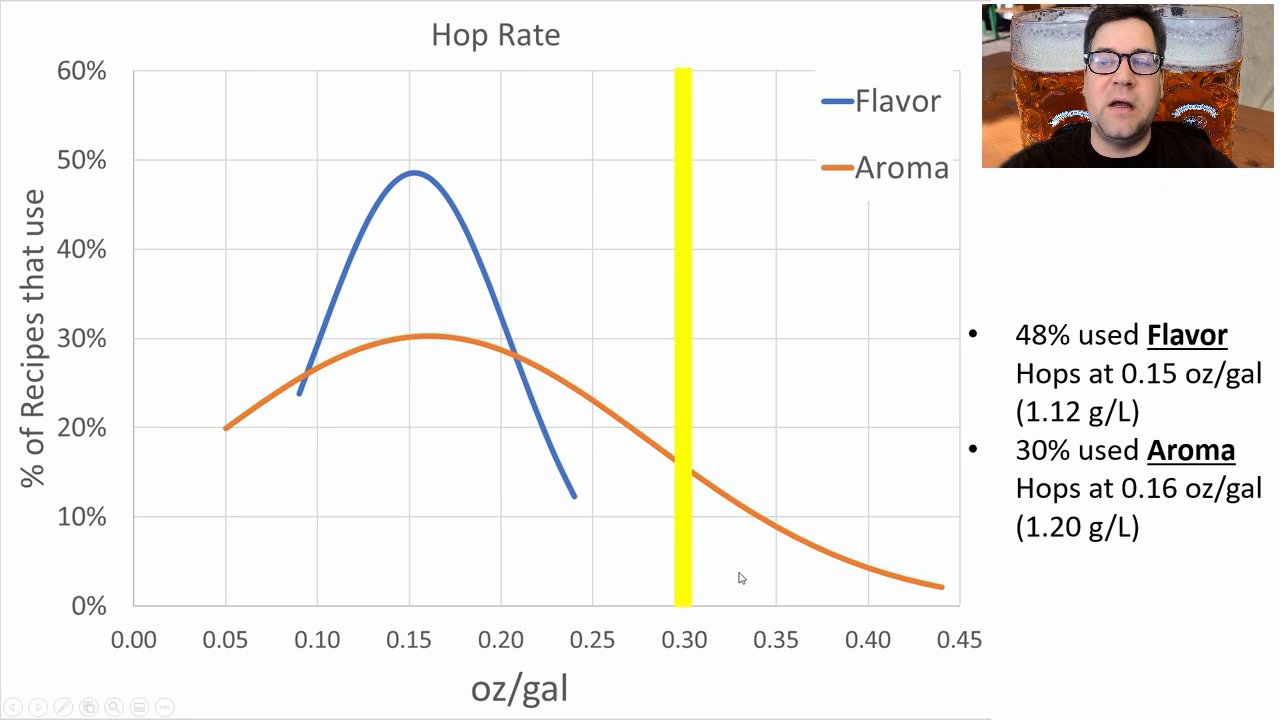 Hop Rate
60%
50%
40%
30%
20%
10%
0%
% of Recipes that use
0.00 0.05 0.10 0.15 0.20 0.25 0.30 0.35 0.40 0.45
oz/gal
Flavor
Aroma
• 48% used Flavor
Hops at 0.15 oz/gal
(1.12 g/L)
• 30% used Aroma
Hops at 0.16 oz/gal
(1.20 g/L)